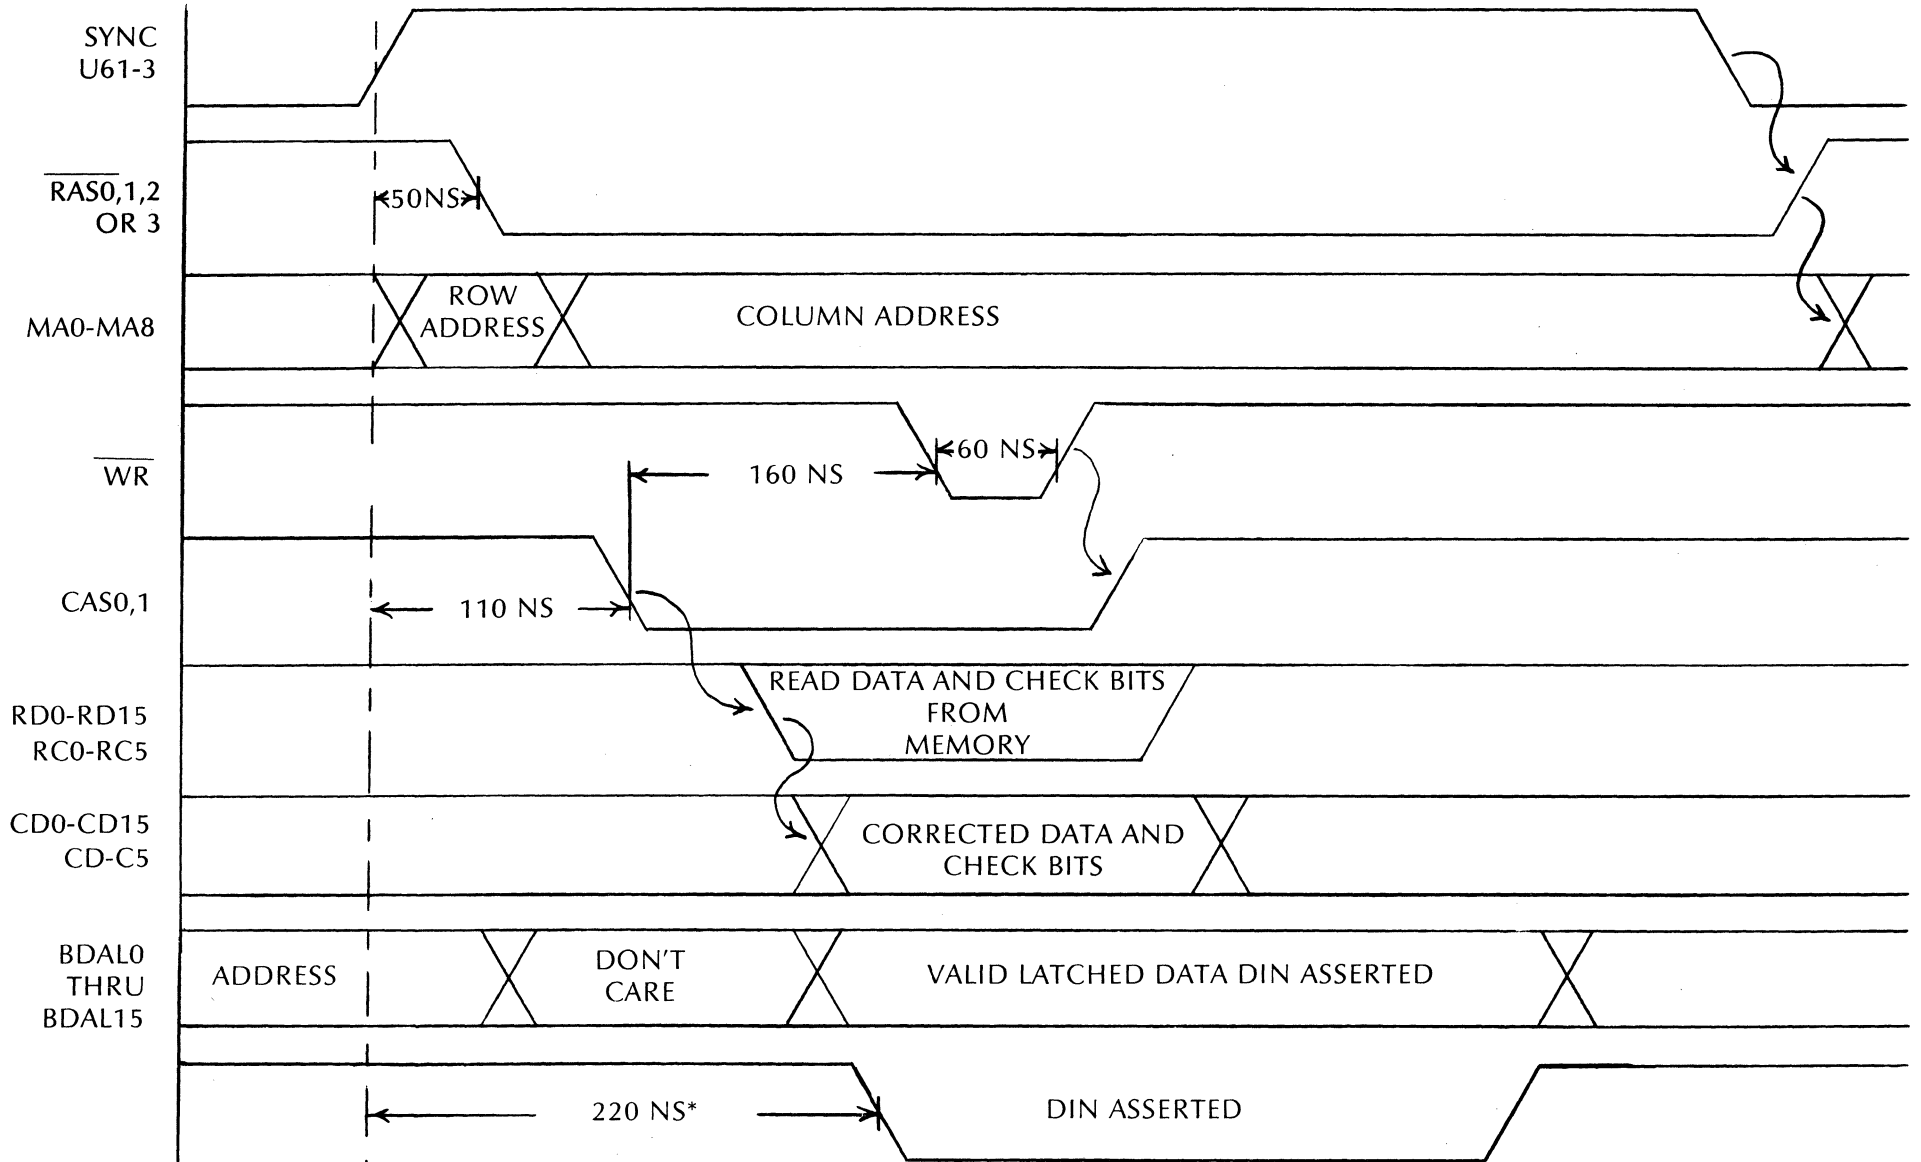 SYNC
U61-3
RAS0,1,2
OR 3
50NS
MA0-MA8
ROW
ADDRESS
COLUMN ADDRESS
WR
160 NS
60 NS
CAS0,1
110 NS
RD0-RD15
RC0-RC5
READ DATA AND CHECK BITS
FROM
MEMORY
CD0-CD15
CD-C5
CORRECTED DATA AND
CHECK BITS
BDAL0
THRU
BDAL15
ADDRESS
DON'T
CARE
VALID LATCHED DATA DIN ASSERTED
220 NS*
DIN ASSERTED